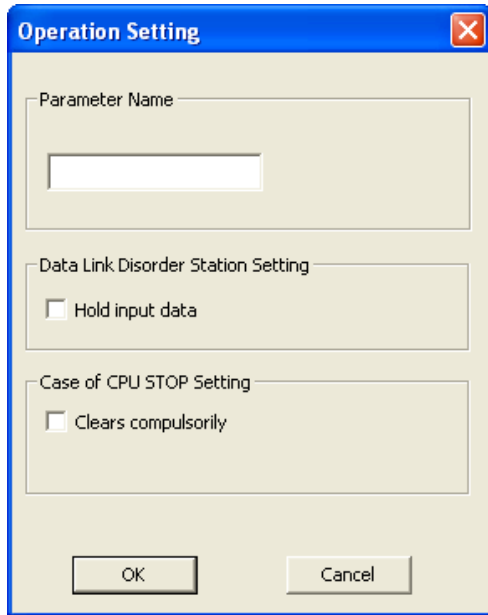 Operation Setting
Parameter Name
Data Link Disorder Station Setting
Hold input data
Case of CPU STOP Setting
Clears compulsorily
OK Cancel